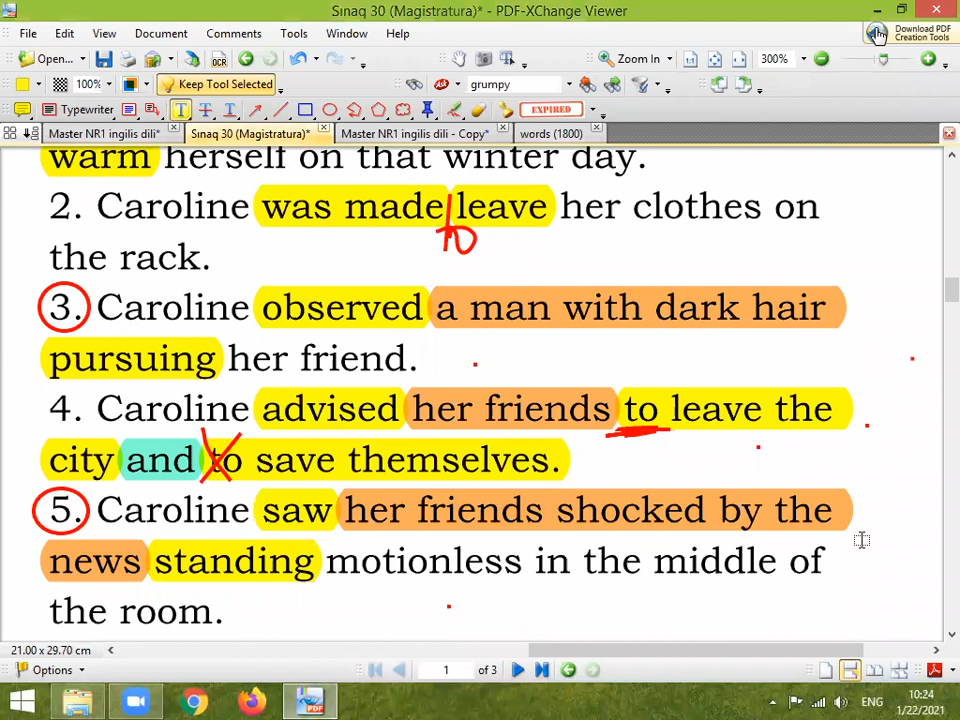 Sınaq 30 (Magistratura)* - PDF-XChange Viewer
File Edit View Document Comments Tools Window Help
Download PDF
Creation Tools
Open... OCR Zoom In 300%
100% Keep Tool Selected grumpy
Typewriter T T T EXPIRED
Master NR1 ingilis dili* Sınaq 30 (Magistratura)* Master NR1 ingilis dili - Copy* words (1800)
warm herself on that winter day.
2. Caroline was made leave her clothes on
to
the rack.
3. Caroline observed a man with dark hair
pursuing her friend.
4. Caroline advised her friends to leave the
city and to save themselves.
5. Caroline saw her friends shocked by the
news standing motionless in the middle of
the room.
21.00 x 29.70 cm
Options 1 of 3
ENG 10:24
1/22/2021